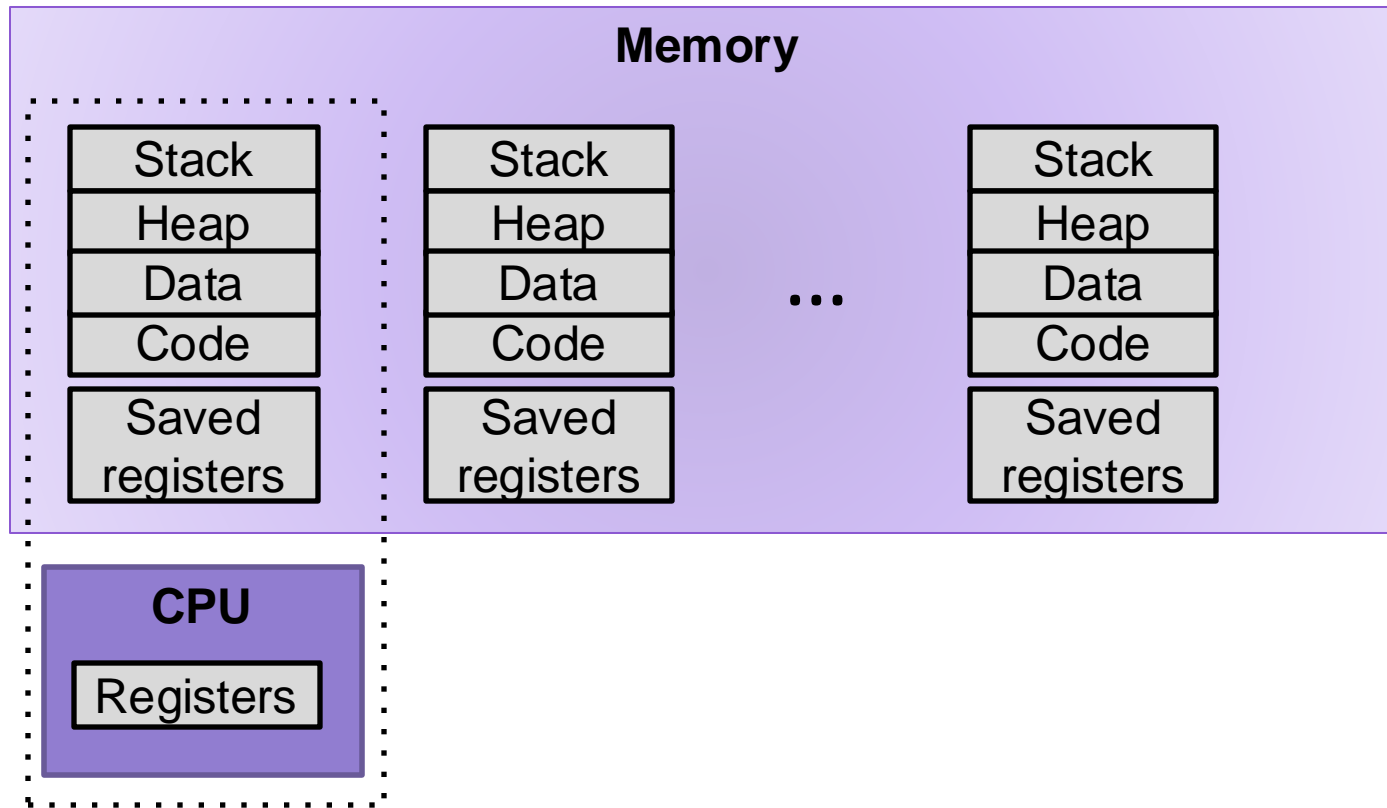 Memory
Stack
Heap
Data
Code
Saved
registers
Stack
Heap
Data
Code
Saved
registers
...
Stack
Heap
Data
Code
Saved
registers
CPU
Registers